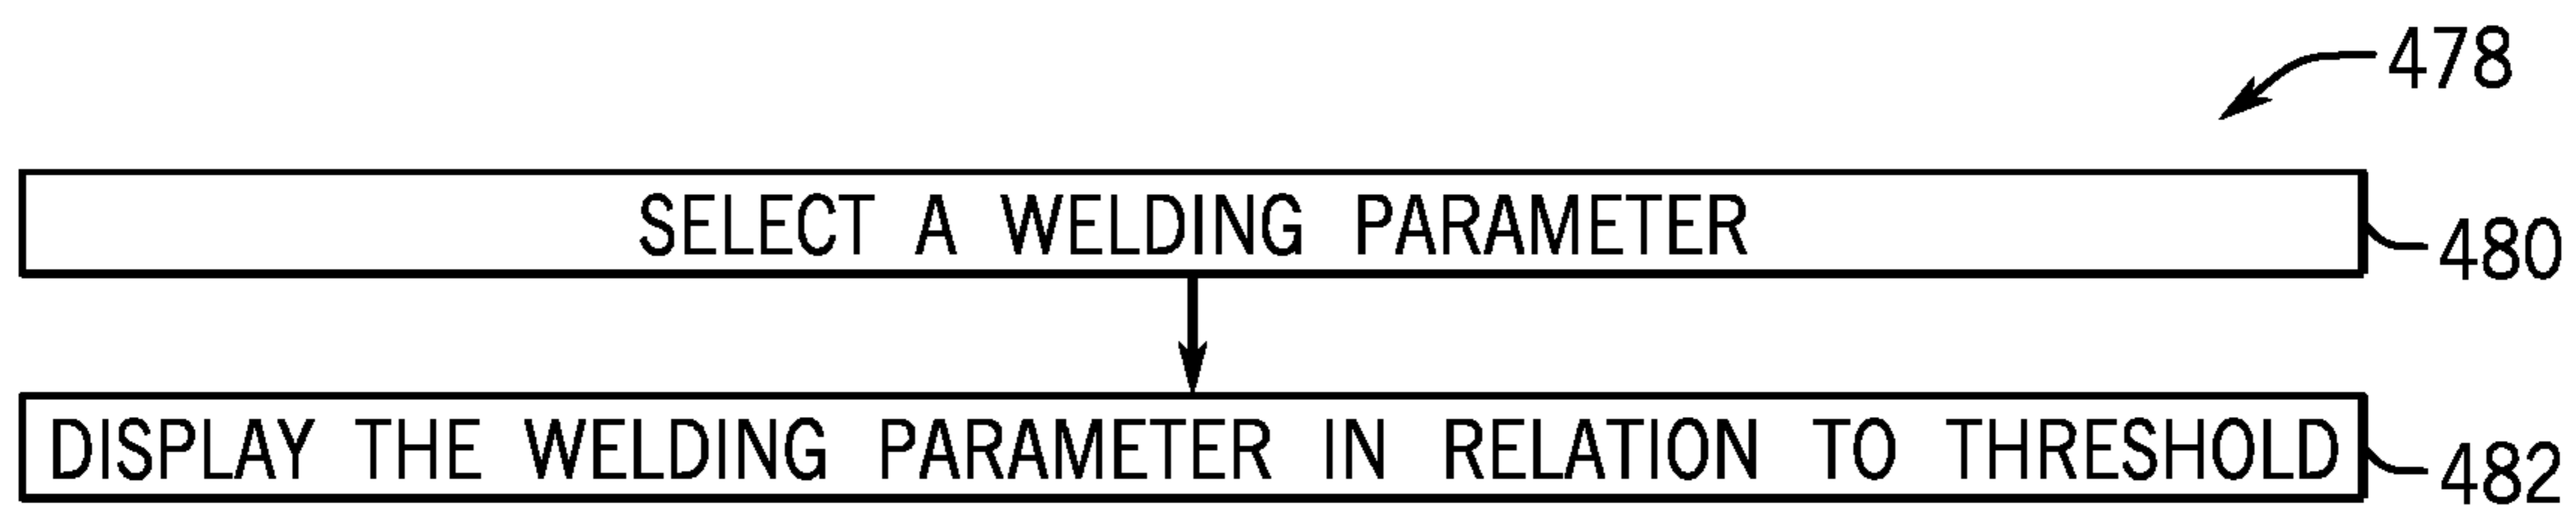 478
SELECT A WELDING PARAMETER
480
DISPLAY THE WELDING PARAMETER IN RELATION TO THRESHOLD
482